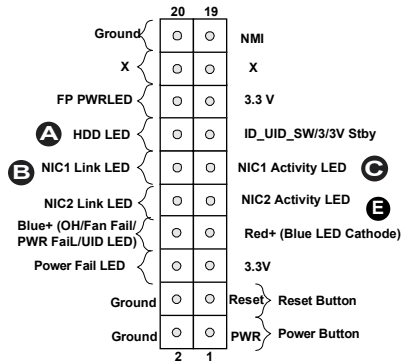 20 19
Ground NMI
X X
FP PWRLED 3.3 V
A HDD LED ID_UID_SW/3/3V Stby
B NIC1 Link LED NIC1 Activity LED C
NIC2 Link LED NIC2 Activity LED E
Blue+ (OH/Fan Fail/
PWR FaiL/UID LED) Red+ (Blue LED Cathode)
Power Fail LED 3.3V
Ground Reset Reset Button
Ground PWR Power Button
2 1